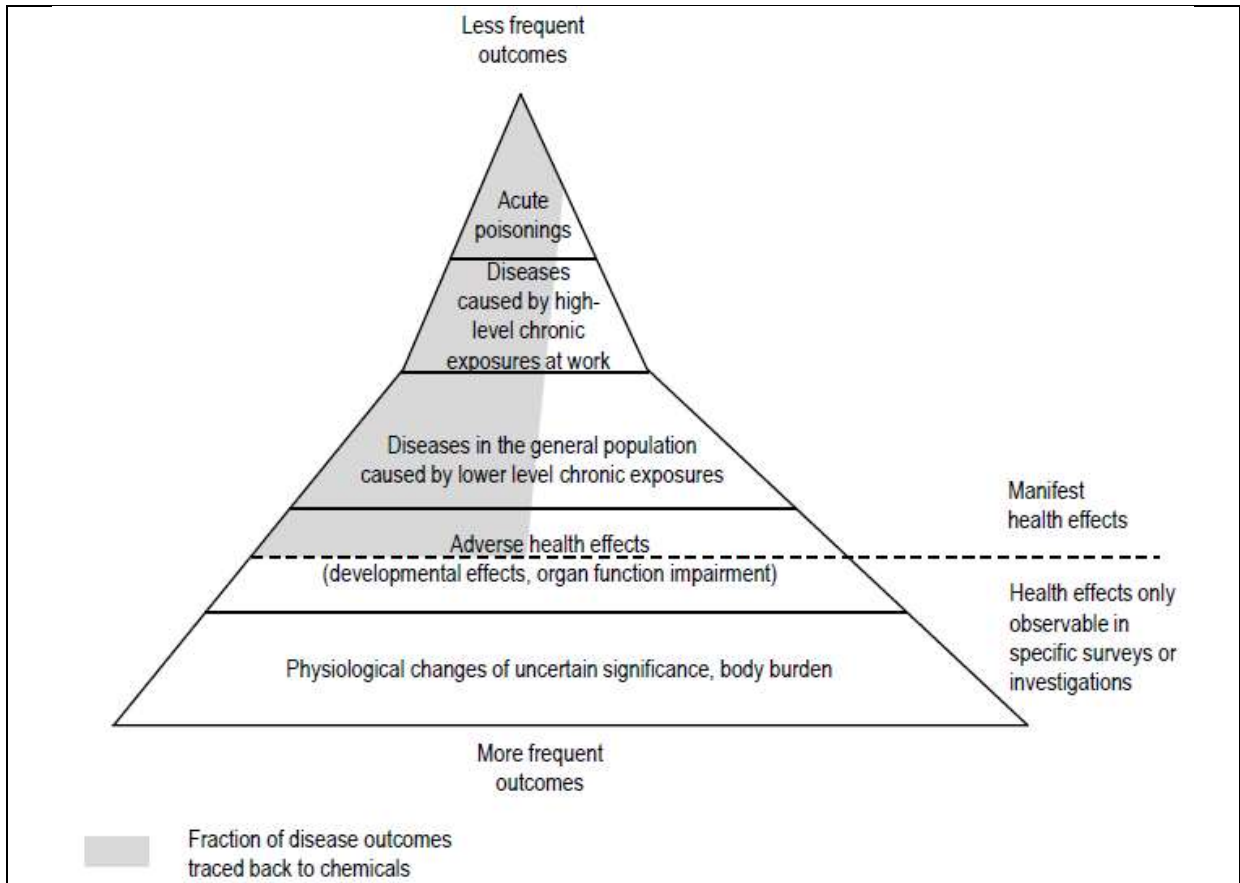 Less frequent
outcomes
Acute
poisonings
Diseases
caused by high-
level chronic
exposures at work
Diseases in the general population
caused by lower level chronic exposures
Manifest
health effects
Adverse health effects
(developmental effects, organ function impairment)
Health effects only
observable in
specific surveys or
investigations
Physiological changes of uncertain significance, body burden
More frequent
outcomes
Fraction of disease outcomes
traced back to chemicals